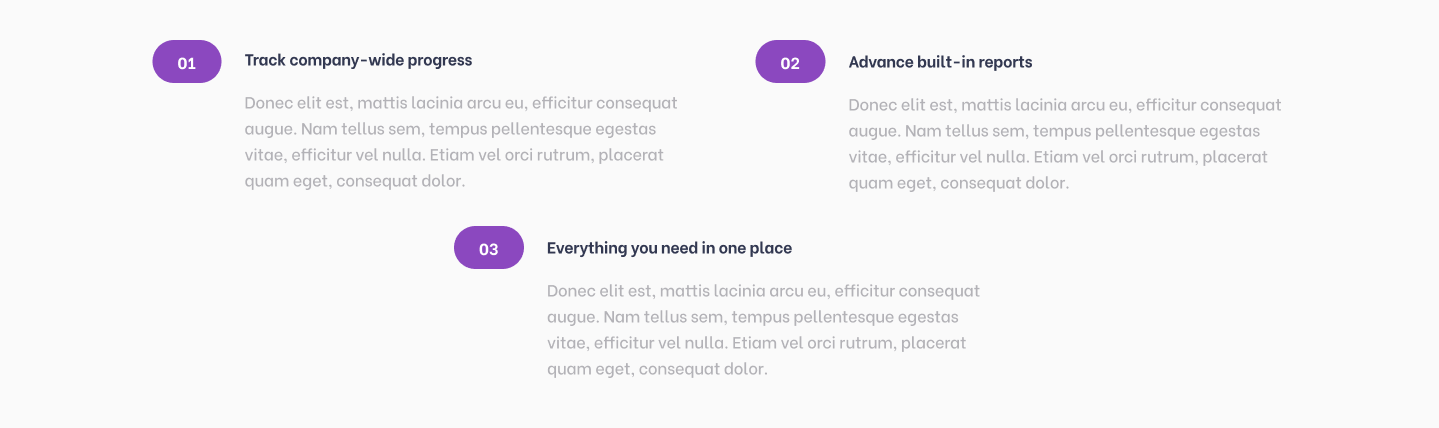 01
Track company-wide progress
Donec elit est, mattis lacinia arcu eu, efficitur consequat
augue. Nam tellus sem, tempus pellentesque egestas
vitae, efficitur vel nulla. Etiam vel orci rutrum, placerat
quam eget, consequat dolor.
02
Advance built-in reports
Donec elit est, mattis lacinia arcu eu, efficitur consequat
augue. Nam tellus sem, tempus pellentesque egestas
vitae, efficitur vel nulla. Etiam vel orci rutrum, placerat
quam eget, consequat dolor.
03
Everything you need in one place
Donec elit est, mattis lacinia arcu eu, efficitur consequat
augue. Nam tellus sem, tempus pellentesque egestas
vitae, efficitur vel nulla. Etiam vel orci rutrum, placerat
quam eget, consequat dolor.